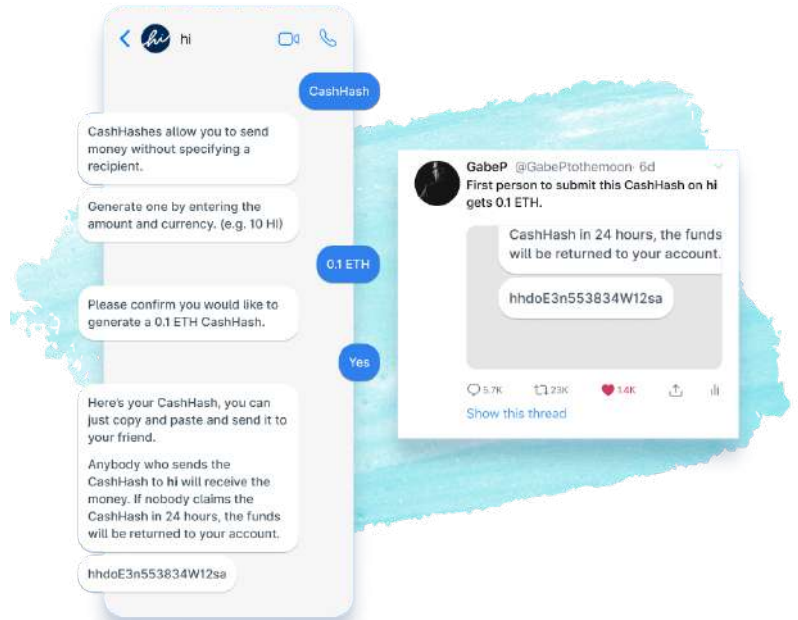 hi
hi
CashHash
CashHashes allow you to send
money without specifying a
recipient.
Generate one by entering the
amount and currency. (e.g. 10 HI)
0.1 ETH
Please confirm you would like to
generate a 0.1 ETH CashHash.
Yes
Here's your CashHash, you can
just copy and paste and send it to
your friend.
Anybody who sends the
CashHash to hi will receive the
money. If nobody claims the
CashHash in 24 hours, the funds
will be returned to your account.
hhdoE3n553834W12sa
GabeP @GabePtothemoon· 6d
First person to submit this CashHash on hi
gets 0.1 ETH.
CashHash in 24 hours, the funds
will be returned to your account.
hhdoE3n553834W12sa
5.7K 23K 1.4K
Show this thread